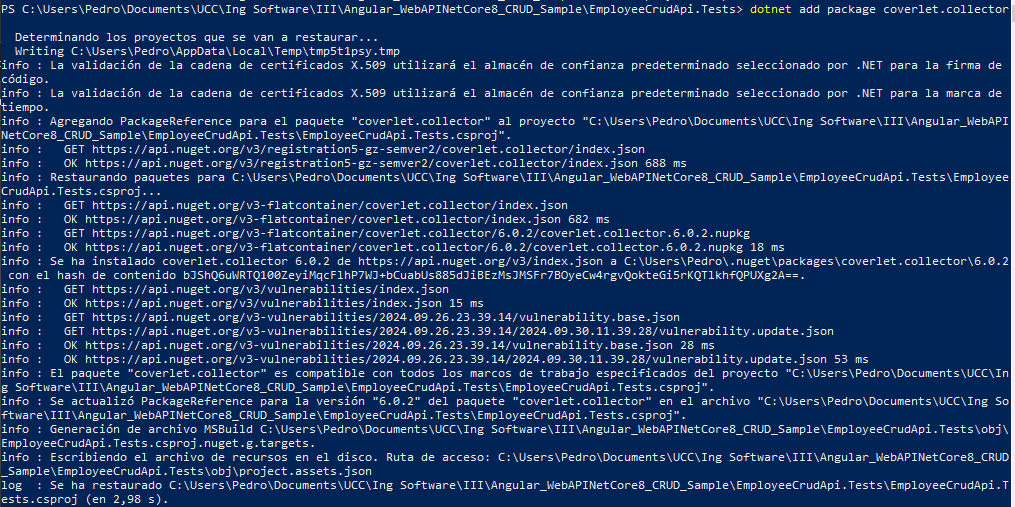 PS C:\Users\Pedro\Documents\UCC\Ing Software\III\Angular_WebAPINetCore8_CRUD_Sample\EmployeeCrudApi.Tests> dotnet add package coverlet.collector
Determinando los proyectos que se van a restaurar...
Writing C:\Users\Pedro\AppData\Local\Temp\tmp5t1psy.tmp
info : La validación de la cadena de certificados X.509 utilizará el almacén de confianza predeterminado seleccionado por .NET para la firma de
código.
info : La validación de la cadena de certificados X.509 utilizará el almacén de confianza predeterminado seleccionado por .NET para la marca de
tiempo.
info : Agregando PackageReference para el paquete "coverlet.collector" al proyecto "C:\Users\Pedro\Documents\UCC\Ing Software\III\Angular_WebAPI
NetCore8_CRUD_Sample\EmployeeCrudApi.Tests\EmployeeCrudApi.Tests.csproj".
info :   GET https://api.nuget.org/v3/registration5-gz-semver2/coverlet.collector/index.json
info :   OK https://api.nuget.org/v3/registration5-gz-semver2/coverlet.collector/index.json 688 ms
info : Restaurando paquetes para C:\Users\Pedro\Documents\UCC\Ing Software\III\Angular_WebAPINetCore8_CRUD_Sample\EmployeeCrudApi.Tests\Employee
CrudApi.Tests.csproj...
info :   GET https://api.nuget.org/v3-flatcontainer/coverlet.collector/index.json
info :   OK https://api.nuget.org/v3-flatcontainer/coverlet.collector/index.json 682 ms
info :   GET https://api.nuget.org/v3-flatcontainer/coverlet.collector/6.0.2/coverlet.collector.6.0.2.nupkg
info :   OK https://api.nuget.org/v3-flatcontainer/coverlet.collector/6.0.2/coverlet.collector.6.0.2.nupkg 18 ms
info : Se ha instalado coverlet.collector 6.0.2 de https://api.nuget.org/v3/index.json a C:\Users\Pedro\.nuget\packages\coverlet.collector\6.0.2
con el hash de contenido bJShQ6uWRTQ100ZeyiMqcFlhP7WJ+bCuabUs885dJiBEzMsJMSFr7BOyeCw4rgvQokteGi5rKQTlkhfQPUXg2A==.
info :   GET https://api.nuget.org/v3/vulnerabilities/index.json
info :   OK https://api.nuget.org/v3/vulnerabilities/index.json 15 ms
info :   GET https://api.nuget.org/v3-vulnerabilities/2024.09.26.23.39.14/vulnerability.base.json
info :   GET https://api.nuget.org/v3-vulnerabilities/2024.09.26.23.39.14/2024.09.30.11.39.28/vulnerability.update.json
info :   OK https://api.nuget.org/v3-vulnerabilities/2024.09.26.23.39.14/vulnerability.base.json 28 ms
info :   OK https://api.nuget.org/v3-vulnerabilities/2024.09.26.23.39.14/2024.09.30.11.39.28/vulnerability.update.json 53 ms
info : El paquete "coverlet.collector" es compatible con todos los marcos de trabajo especificados del proyecto "C:\Users\Pedro\Documents\UCC\In
g Software\III\Angular_WebAPINetCore8_CRUD_Sample\EmployeeCrudApi.Tests\EmployeeCrudApi.Tests.csproj".
info : Se actualizó PackageReference para la versión "6.0.2" del paquete "coverlet.collector" en el archivo "C:\Users\Pedro\Documents\UCC\Ing So
ftware\III\Angular_WebAPINetCore8_CRUD_Sample\EmployeeCrudApi.Tests\EmployeeCrudApi.Tests.csproj".
info : Generación de archivo MSBuild C:\Users\Pedro\Documents\UCC\Ing Software\III\Angular_WebAPINetCore8_CRUD_Sample\EmployeeCrudApi.Tests\obj\
EmployeeCrudApi.Tests.csproj.nuget.g.targets.
info : Escribiendo el archivo de recursos en el disco. Ruta de acceso: C:\Users\Pedro\Documents\UCC\Ing Software\III\Angular_WebAPINetCore8_CRUD
_Sample\EmployeeCrudApi.Tests\obj\project.assets.json
log  : Se ha restaurado C:\Users\Pedro\Documents\UCC\Ing Software\III\Angular_WebAPINetCore8_CRUD_Sample\EmployeeCrudApi.Tests\EmployeeCrudApi.T
ests.csproj (en 2,98 s).